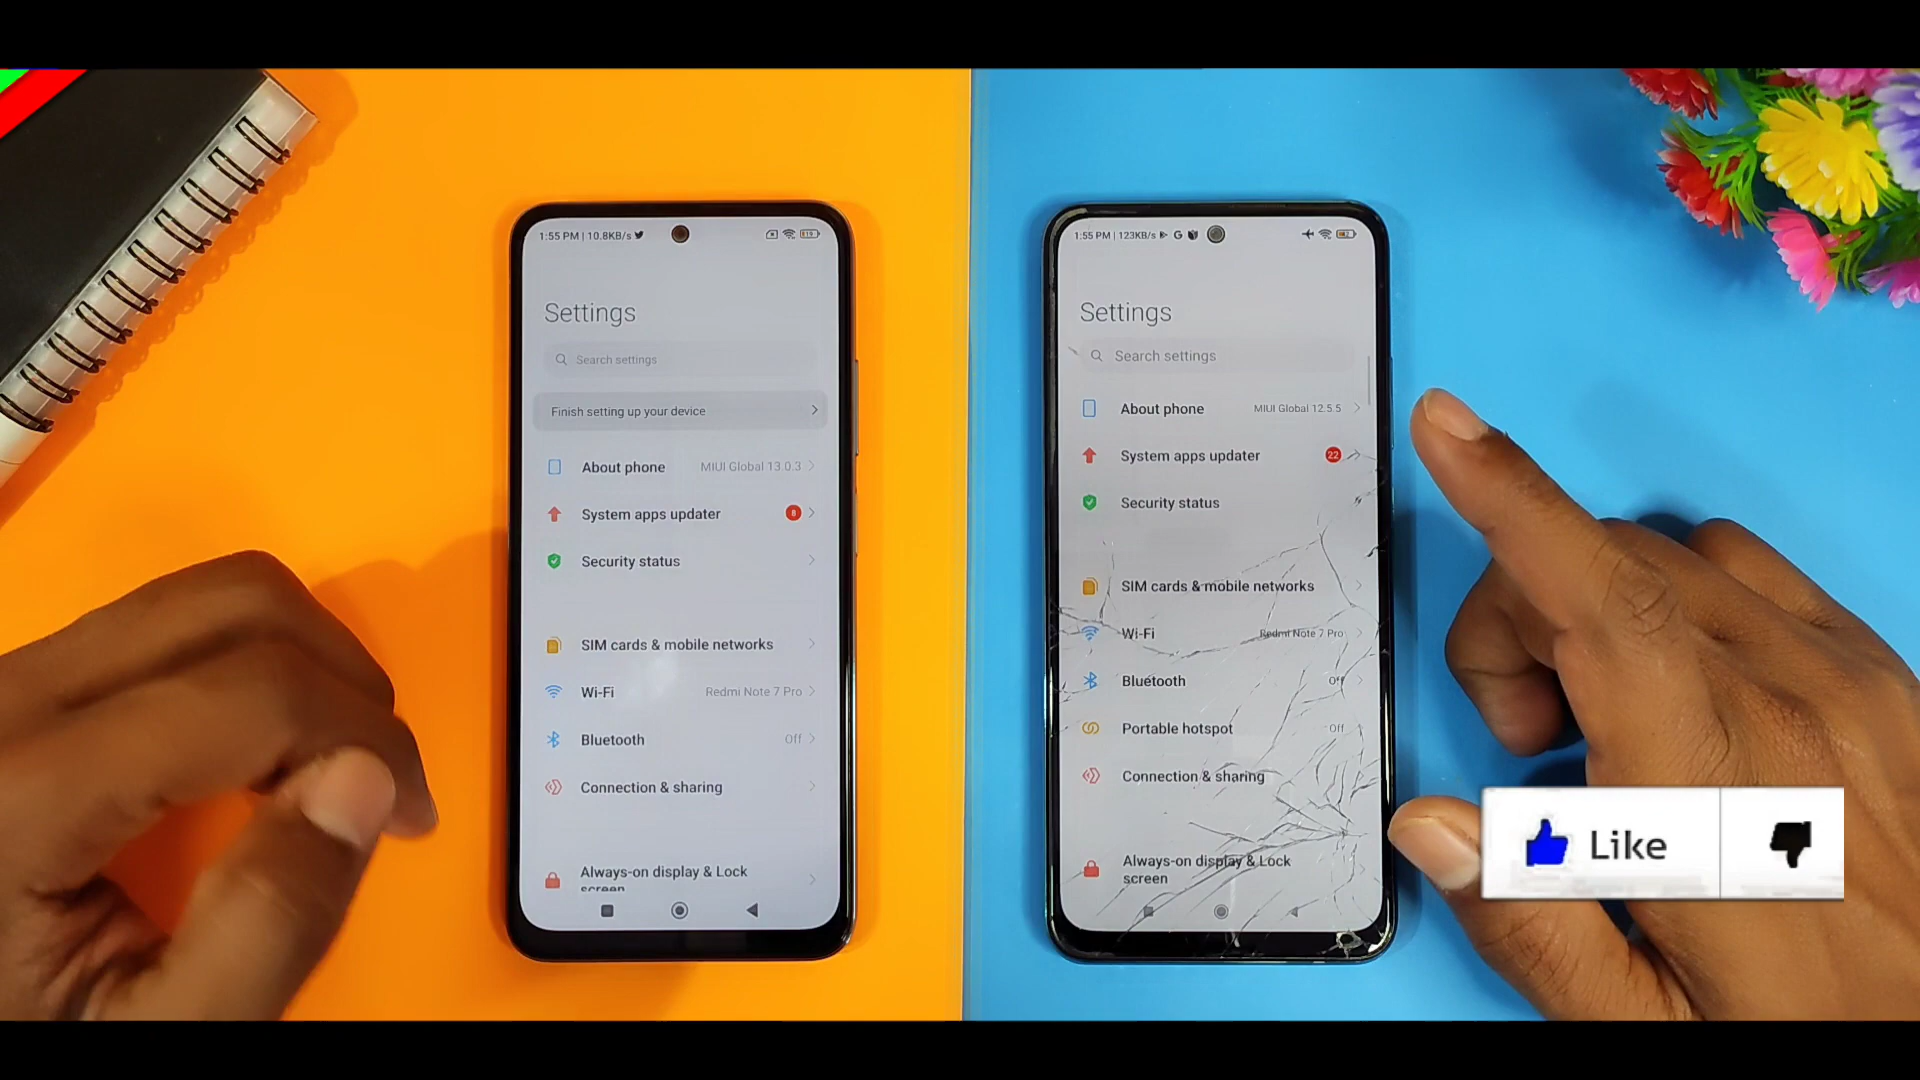 1:55 PM | 10.8KB/s
Settings
Search settings
Finish setting up your device
About phone MIUI Global 13.0.3
System apps updater 8
Security status
SIM cards & mobile networks
Wi-Fi Redmi Note 7 Pro
Bluetooth Off
Connection & sharing
Always-on display & Lock
screen
1:55 PM | 123KB/s
Settings
Search settings
About phone MIUI Global 12.5.5
System apps updater 22
Security status
SIM cards & mobile networks
Wi-Fi Redmi Note 7 Pro
Bluetooth Off
Portable hotspot Off
Connection & sharing
Always-on display & Lock
screen
Like